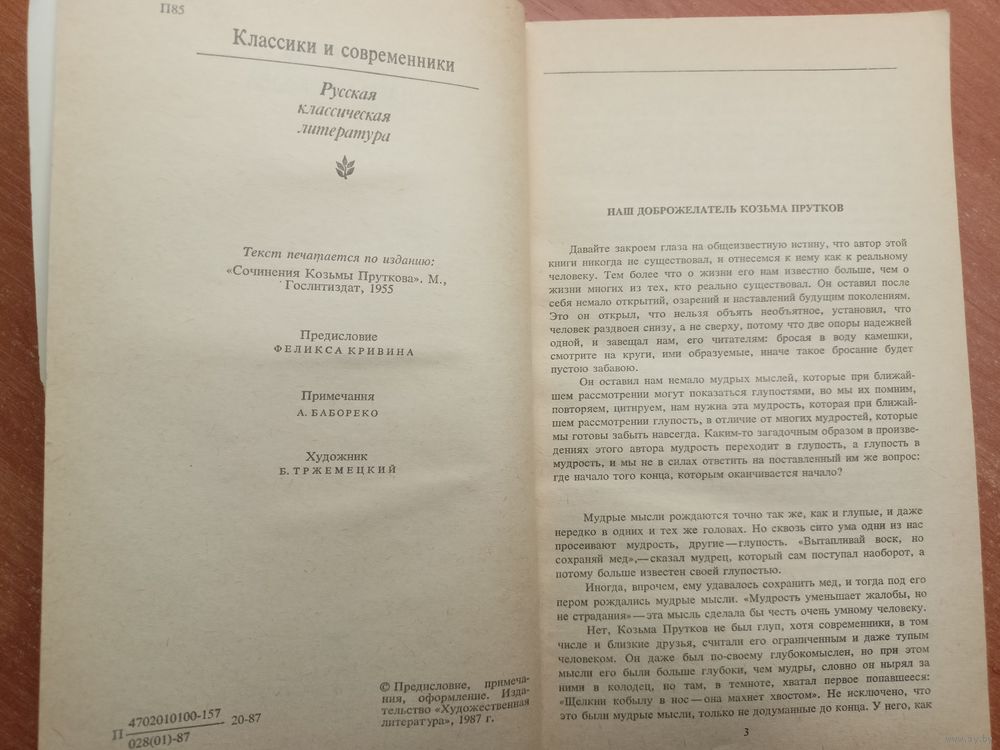 П85
Классики и современники
Русская
классическая
литература
Текст печатается по изданию:
«Сочинения Козьмы Пруткова». М.,
Гослитиздат, 1955
Предисловие
ФЕЛИКСА КРИВИНА
Примечания
А. БАБОРЕКО
Художник
Б. ТРЖЕМЕЦКИЙ
© Предисловие, примеча-
ния, оформление. Изда-
тельство «Художественная
литература», 1987 г.
П 4702010100-157 20-87
028(01)-87
НАШ ДОБРОЖЕЛАТЕЛЬ КОЗЬМА ПРУТКОВ
Давайте закроем глаза на общеизвестную истину, что автор этой
книги никогда не существовал, и отнесемся к нему как к реальному
человеку. Тем более что о жизни его нам известно больше, чем о
жизни многих из тех, кто реально существовал. Он оставил после
себя немало открытий, озарений и наставлений будущим поколениям.
Это он открыл, что нельзя объять необъятное, установил, что
человек раздвоен снизу, а не сверху, потому что две опоры надежней
одной, и завещал нам, его читателям: бросая в воду камешки,
смотрите на круги, ими образуемые, иначе такое бросание будет
пустою забавою.
Он оставил нам немало мудрых мыслей, которые при ближай-
шем рассмотрении могут показаться глупостями, но мы их помним,
повторяем, цитируем, нам нужна эта мудрость, которая при ближай-
шем рассмотрении глупость, в отличие от многих мудростей, которые
мы готовы забыть навсегда. Каким-то загадочным образом в произве-
дениях этого автора мудрость переходит в глупость, а глупость в
мудрость, и мы не в силах ответить на поставленный им же вопрос:
где начало того конца, которым оканчивается начало?
Мудрые мысли рождаются точно так же, как и глупые, и даже
нередко в одних и тех же головах. Но сквозь сито ума одни из нас
просеивают мудрость, другие — глупость. «Вытапливай воск, но
сохраняй мед»,— сказал мудрец, который сам поступал наоборот, а
потому больше известен своей глупостью.
Иногда, впрочем, ему удавалось сохранить мед, и тогда под его
пером рождались мудрые мысли. «Мудрость уменьшает жалобы, но
не страдания» — эта мысль сделала бы честь очень умному человеку.
Нет, Козьма Прутков не был глуп, хотя современники, в том
числе и близкие друзья, считали его ограниченным и даже тупым
человеком. Он даже был по-своему глубокомыслен, но при этом
мысли его были больше глубоки, чем мудры, словно он нырял за
ними в колодец, но там, в темноте, хватал первое попавшееся:
«Щелкни кобылу в нос — она махнет хвостом». Не исключено, что
это были мудрые мысли, только не додуманные до конца. У него, как
3
www.ay.by